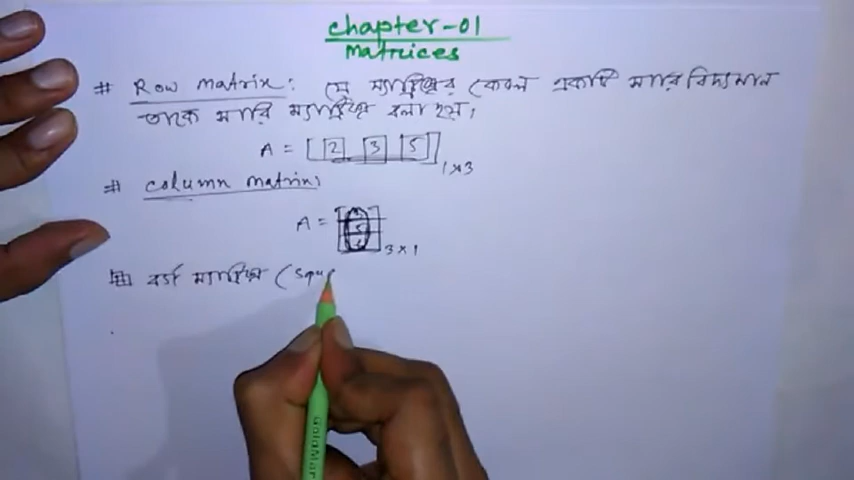 chapter-01
Matrices
# Row matrix: যে ম্যাট্রিক্সের কেবল একটি সারি বিদ্যমান
তাকে সারি ম্যাট্রিক্স বলা হয়।
A = [ 2 3 5 ] 1×3
# column matrix:
A = 3×1
বর্গ ম্যাট্রিক্স (squ